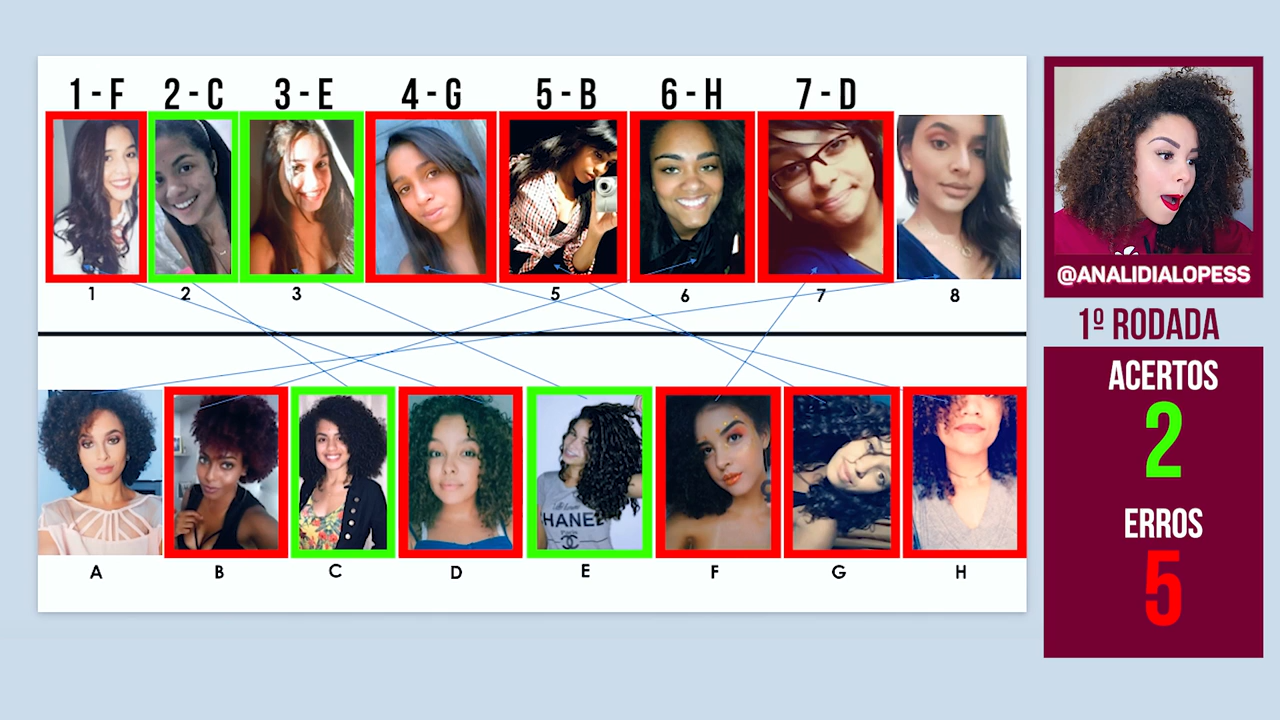 1 - F 2 - C 3 - E 4 - G 5 - B 6 - H 7 - D
1 2 3 5 6 7 8
@ANALIDIALOPESS
1º RODADA
ACERTOS
2
ERROS
5
CHANEL
A B C D E F G H